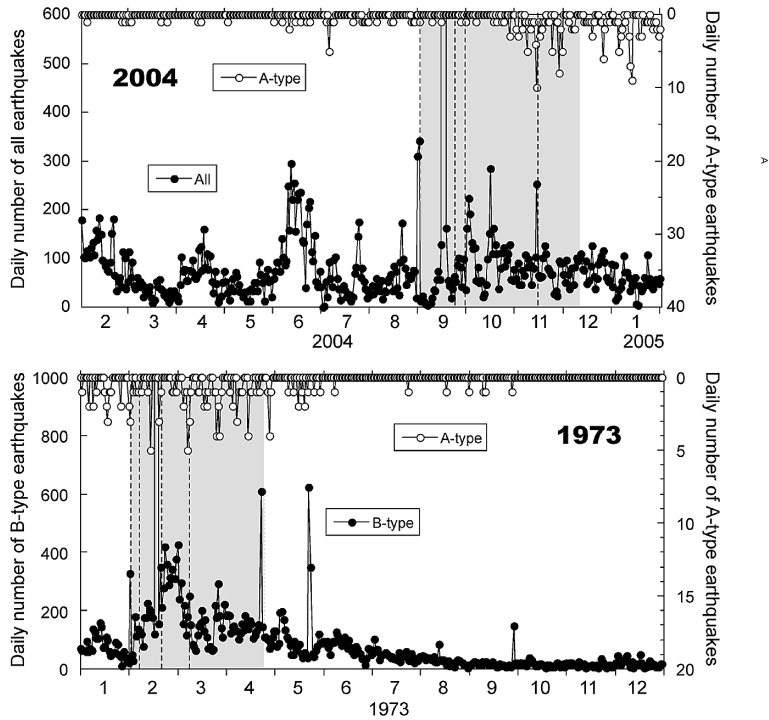 600
500
400
300
200
100
0
Daily number of all earthquakes
2004
A-type
All
0
10
20
30
40
Daily number of A-type earthquakes
A
2 3 4 5 6 7 8 9 10 11 12 1
2004 2005
1000
800
600
400
200
0
Daily number of B-type earthquakes
1973
A-type
B-type
0
5
10
15
20
Daily number of A-type earthquakes
1 2 3 4 5 6 7 8 9 10 11 12
1973